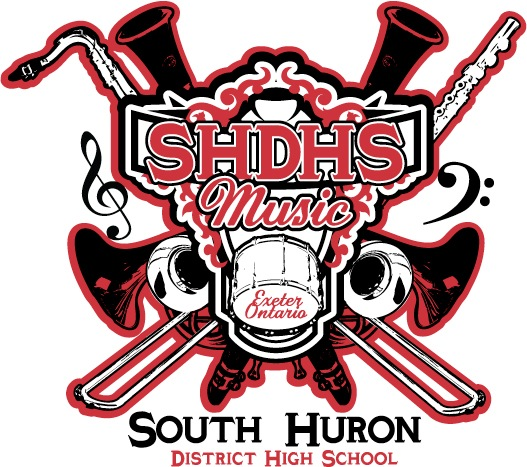 SHDHS
Music
Exeter
Ontario
SOUTH HURON
DISTRICT HIGH SCHOOL